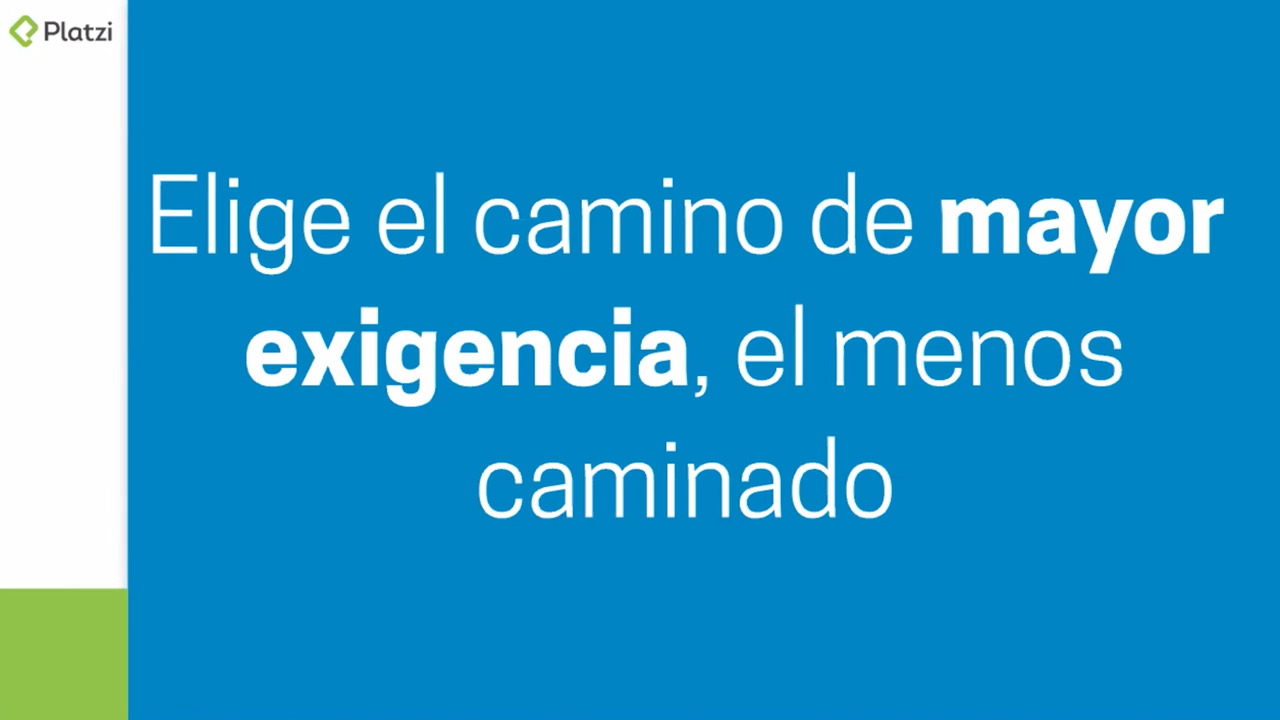 Platzi
Elige el camino de mayor
exigencia, el menos
caminado